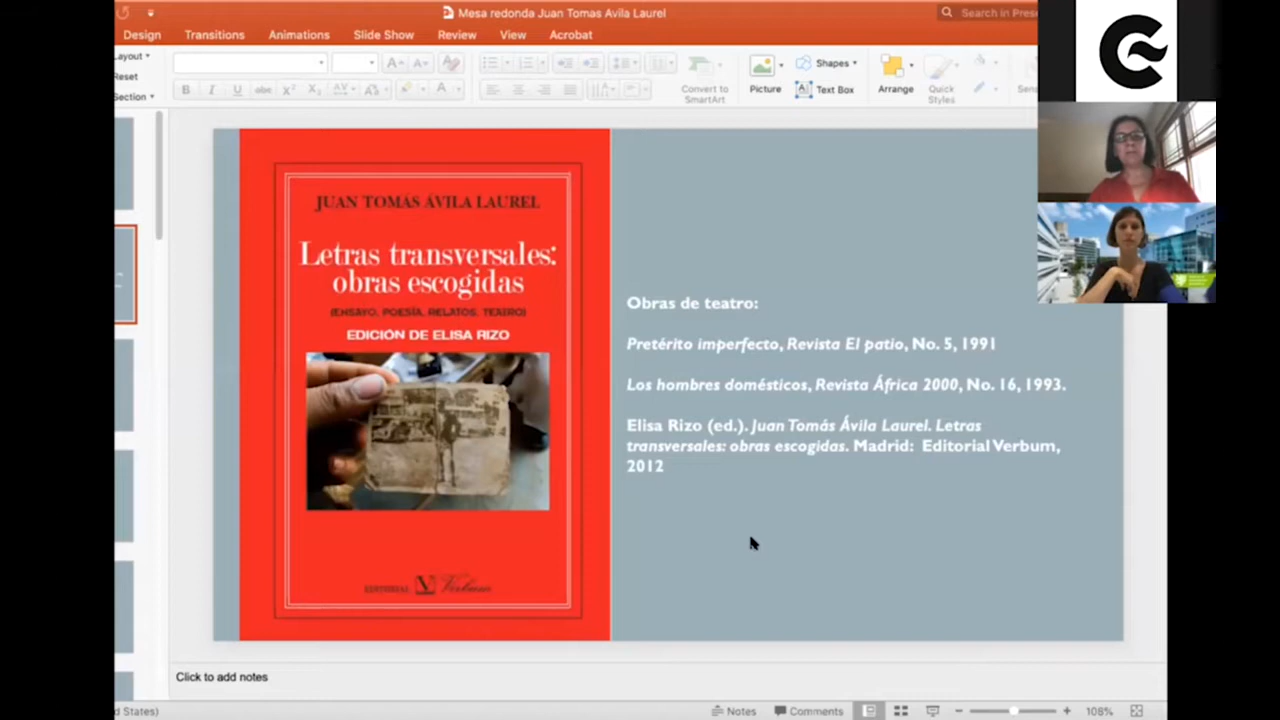 Mesa redonda Juan Tomas Avila Laurel
Search in Prese
Design Transitions Animations Slide Show Review View Acrobat
Layout
Reset
Section
Convert to
SmartArt
Picture
Shapes
Text Box
Arrange
Quick
Styles
JUAN TOMÁS ÁVILA LAUREL
Letras transversales:
obras escogidas
(ENSAYO, POESÍA, RELATOS, TEATRO)
EDICIÓN DE ELISA RIZO
EDITORIAL V Verbum
Obras de teatro:
Pretérito imperfecto, Revista El patio, No. 5, 1991
Los hombres domésticos, Revista África 2000, No. 16, 1993.
Elisa Rizo (ed.). Juan Tomás Ávila Laurel. Letras
transversales: obras escogidas. Madrid: Editorial Verbum,
2012
Click to add notes
d States)
Notes Comments 108%